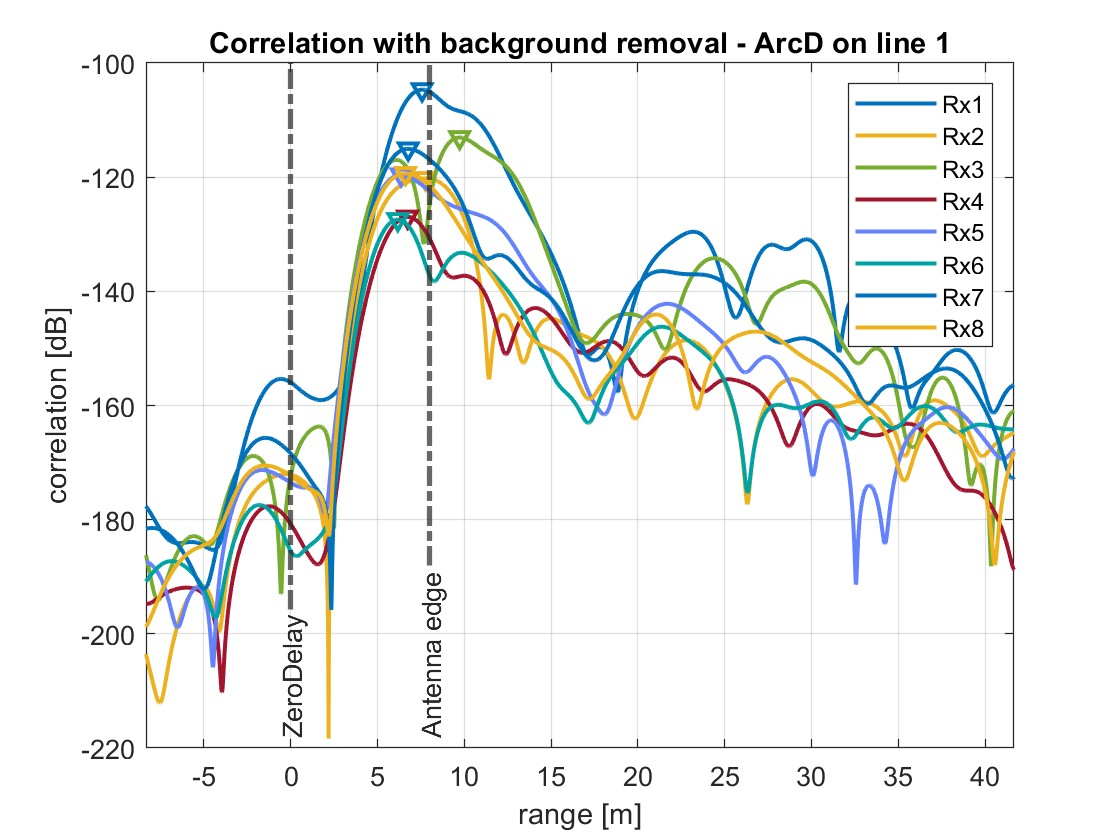 Correlation with background removal - ArcD on line 1
correlation [dB]
-100
-120
-140
-160
-180
-200
-220
Rx1
Rx2
Rx3
Rx4
Rx5
Rx6
Rx7
Rx8
ZeroDelay
Antenna edge
-5
0
5
10
15
20
25
30
35
40
range [m]